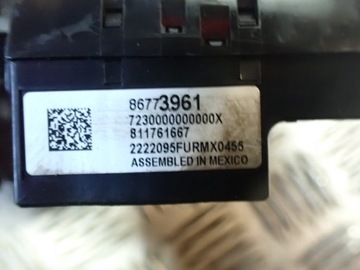 86773961
7230000000000X
811761667
2222095FURMX0455
ASSEMBLED IN MEXICO